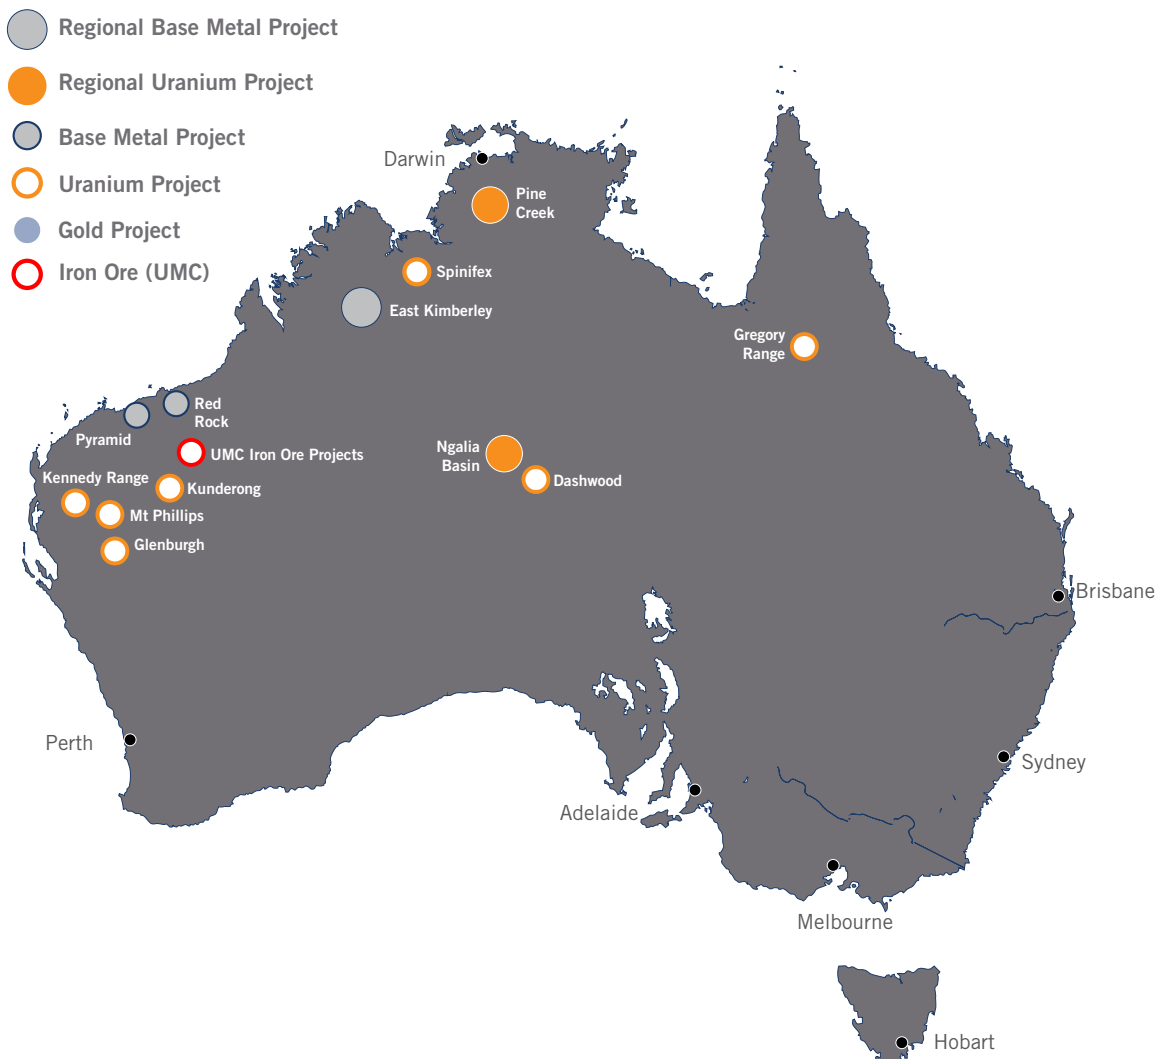 Regional Base Metal Project
Regional Uranium Project
Base Metal Project
Uranium Project
Gold Project
Iron Ore (UMC)
Darwin
Pine
Creek
Spinifex
East Kimberley
Gregory
Range
Red
Rock
Pyramid
UMC Iron Ore Projects
Ngalia
Basin
Dashwood
Kennedy Range
Kunderong
Mt Phillips
Glenburgh
Brisbane
Perth
Sydney
Adelaide
Melbourne
Hobart